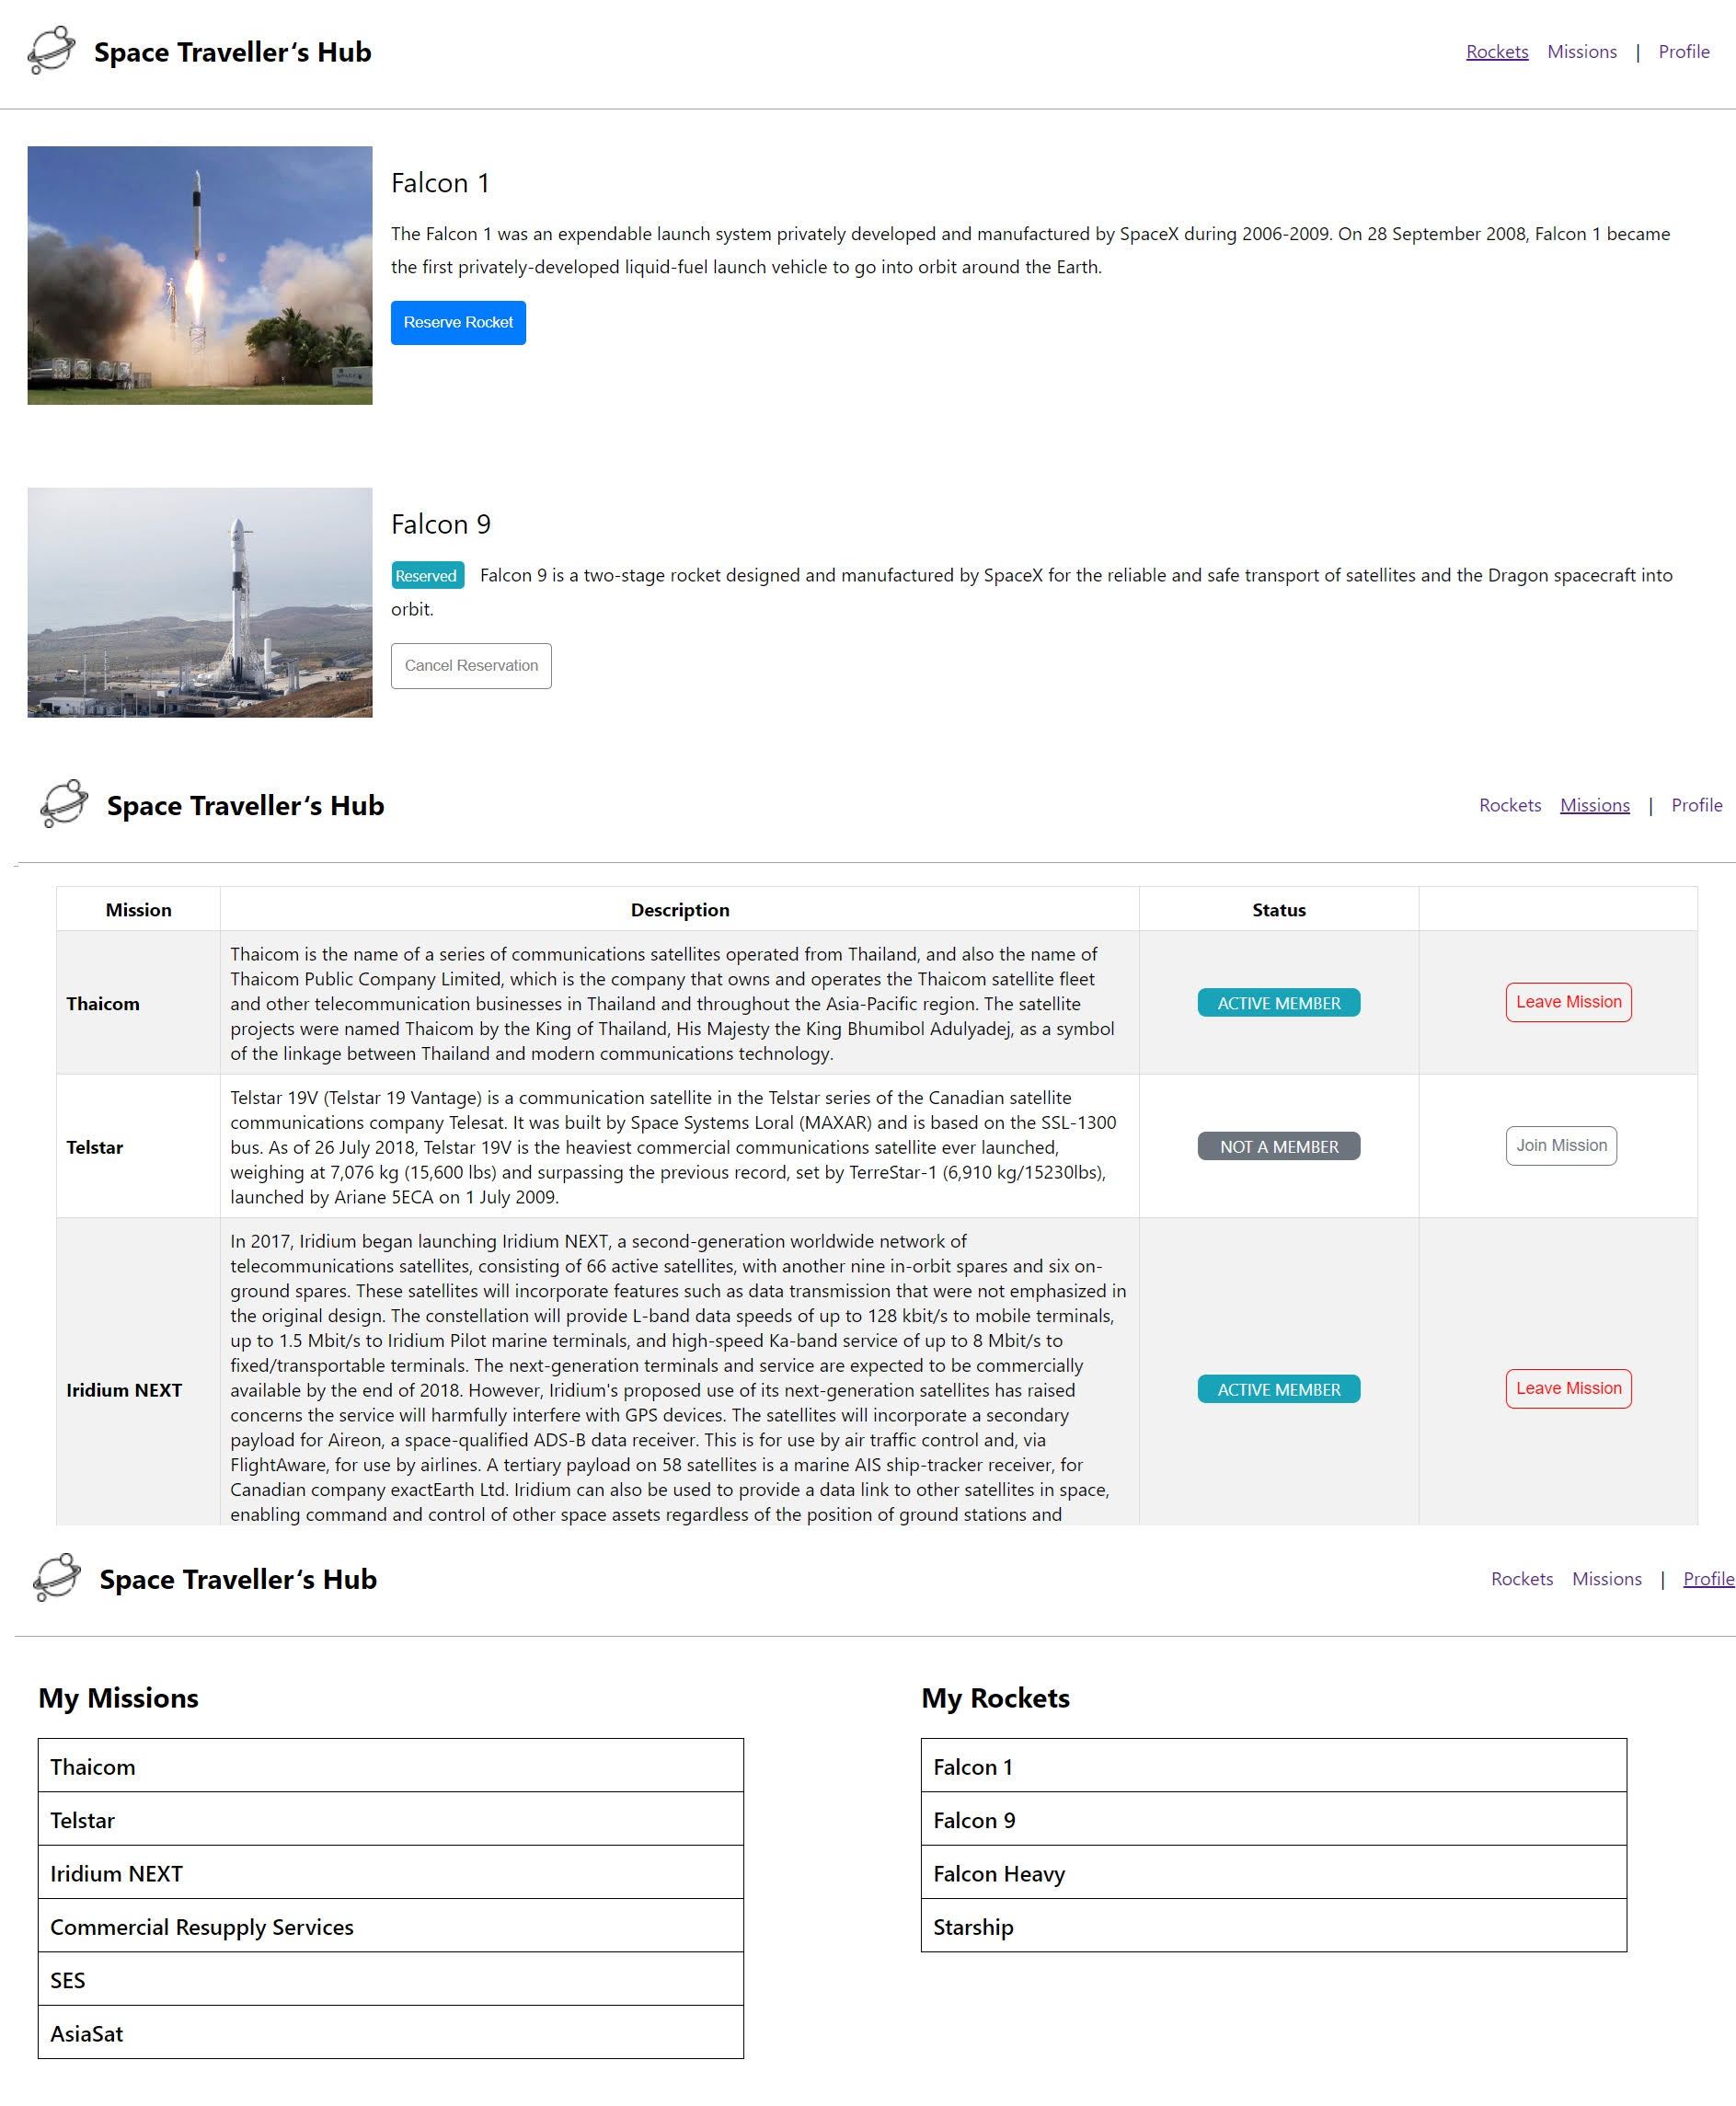 Space Traveller‘s Hub
Rockets Missions | Profile
Falcon 1
The Falcon 1 was an expendable launch system privately developed and manufactured by SpaceX during 2006-2009. On 28 September 2008, Falcon 1 became
the first privately-developed liquid-fuel launch vehicle to go into orbit around the Earth.
Reserve Rocket
Falcon 9
Reserved Falcon 9 is a two-stage rocket designed and manufactured by SpaceX for the reliable and safe transport of satellites and the Dragon spacecraft into
orbit.
Cancel Reservation
Space Traveller‘s Hub
Rockets Missions | Profile
Mission Description Status
Thaicom
Thaicom is the name of a series of communications satellites operated from Thailand, and also the name of
Thaicom Public Company Limited, which is the company that owns and operates the Thaicom satellite fleet
and other telecommunication businesses in Thailand and throughout the Asia-Pacific region. The satellite
projects were named Thaicom by the King of Thailand, His Majesty the King Bhumibol Adulyadej, as a symbol
of the linkage between Thailand and modern communications technology.
ACTIVE MEMBER
Leave Mission
Telstar
Telstar 19V (Telstar 19 Vantage) is a communication satellite in the Telstar series of the Canadian satellite
communications company Telesat. It was built by Space Systems Loral (MAXAR) and is based on the SSL-1300
bus. As of 26 July 2018, Telstar 19V is the heaviest commercial communications satellite ever launched,
weighing at 7,076 kg (15,600 lbs) and surpassing the previous record, set by TerreStar-1 (6,910 kg/15230lbs),
launched by Ariane 5ECA on 1 July 2009.
NOT A MEMBER
Join Mission
Iridium NEXT
In 2017, Iridium began launching Iridium NEXT, a second-generation worldwide network of
telecommunications satellites, consisting of 66 active satellites, with another nine in-orbit spares and six on-
ground spares. These satellites will incorporate features such as data transmission that were not emphasized in
the original design. The constellation will provide L-band data speeds of up to 128 kbit/s to mobile terminals,
up to 1.5 Mbit/s to Iridium Pilot marine terminals, and high-speed Ka-band service of up to 8 Mbit/s to
fixed/transportable terminals. The next-generation terminals and service are expected to be commercially
available by the end of 2018. However, Iridium's proposed use of its next-generation satellites has raised
concerns the service will harmfully interfere with GPS devices. The satellites will incorporate a secondary
payload for Aireon, a space-qualified ADS-B data receiver. This is for use by air traffic control and, via
FlightAware, for use by airlines. A tertiary payload on 58 satellites is a marine AIS ship-tracker receiver, for
Canadian company exactEarth Ltd. Iridium can also be used to provide a data link to other satellites in space,
enabling command and control of other space assets regardless of the position of ground stations and
ACTIVE MEMBER
Leave Mission
Space Traveller‘s Hub
Rockets Missions | Profile
My Missions
Thaicom
Telstar
Iridium NEXT
Commercial Resupply Services
SES
AsiaSat
My Rockets
Falcon 1
Falcon 9
Falcon Heavy
Starship